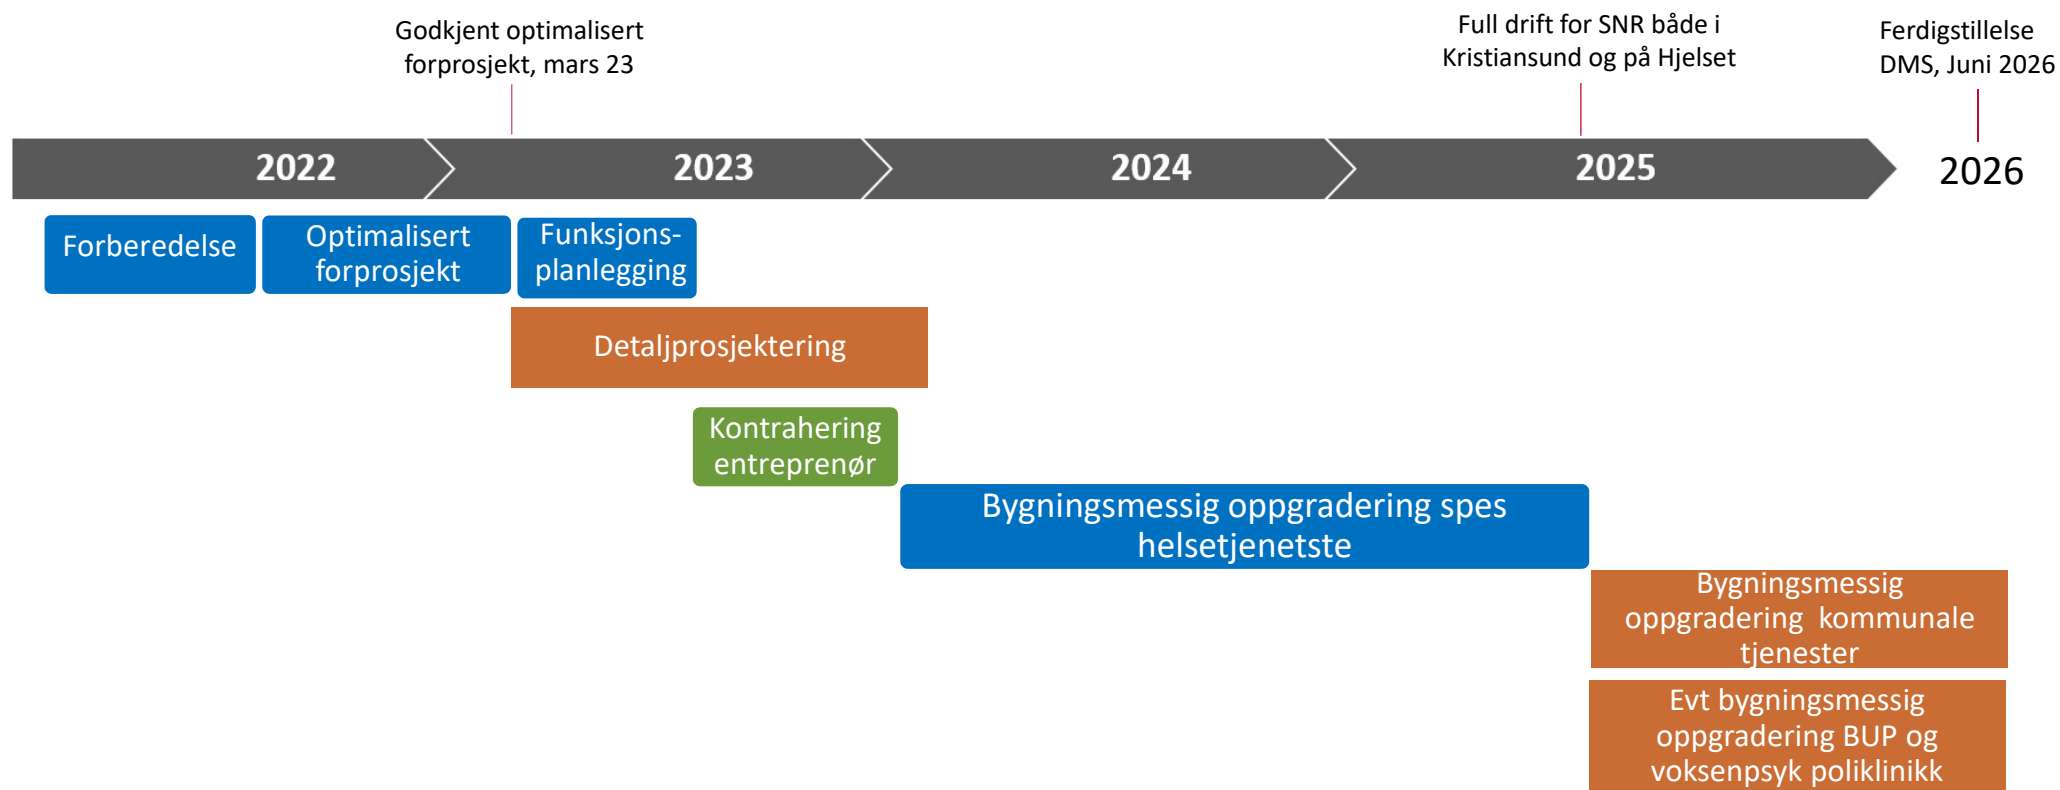 Godkjent optimalisert
forprosjekt, mars 23
Full drift for SNR både i
Kristiansund og på Hjelset
Ferdigstillelse
DMS, Juni 2026
2022
2023
2024
2025
2026
Forberedelse
Optimalisert
forprosjekt
Funksjons-
planlegging
Detaljprosjektering
Kontrahering
entreprenør
Bygningsmessig oppgradering spes
helsetjenetste
Bygningsmessig
oppgradering  kommunale
tjenester
Evt bygningsmessig
oppgradering BUP og
voksenpsyk poliklinikk